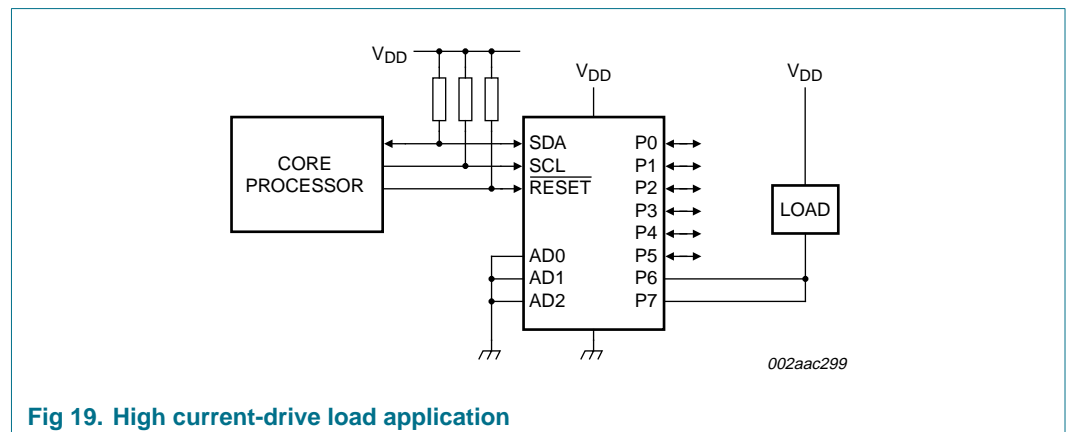 VDD
VDD
VDD
CORE
PROCESSOR
SDA
SCL
RESET
AD0
AD1
AD2
P0
P1
P2
P3
P4
P5
P6
P7
LOAD
002aac299
Fig 19. High current-drive load application